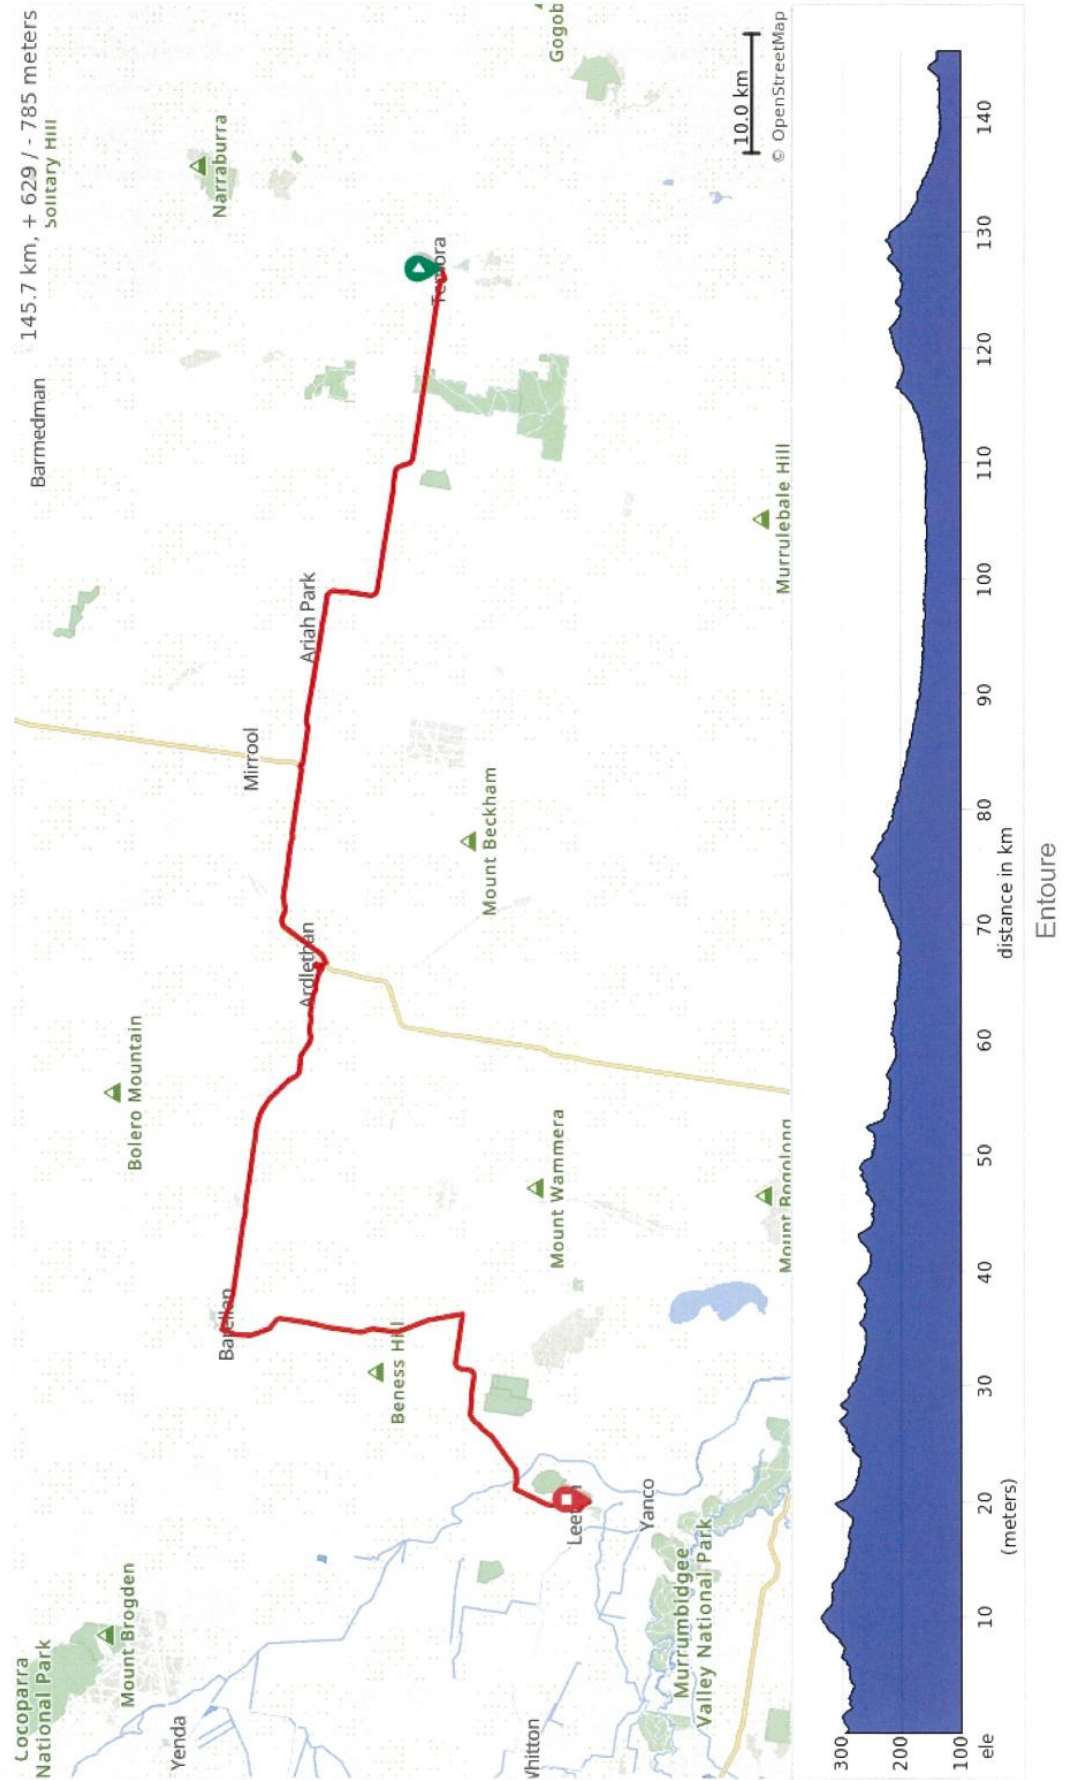 145.7 km, + 629 / - 785 meters
Solitary Hill
Gogob
Barmedman
Narraburra
Ariah Park
Mirrool
Ardlethan
Bolero Mountain
Mount Beckham
Murrulebale Hill
Barellan
Beness Hill
Mount Wammera
Mount Bogolong
Cocoparra
National Park
Mount Brogden
Yenda
Whitton
Yanco
Murrumbidgee
Valley National Park
10.0 km
© OpenStreetMap
300
200
100
ele
(meters)
10 20 30 40 50 60 70 80 90 100 110 120 130 140
distance in km
Entoure